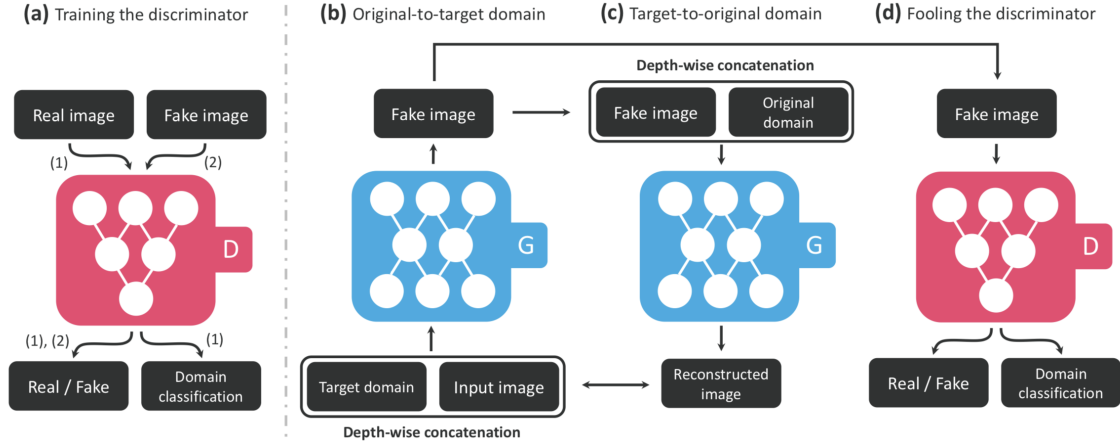 (a) Training the discriminator
(b) Original-to-target domain
(c) Target-to-original domain
(d) Fooling the discriminator
Real image
Fake image
(1)
(2)
D
(1), (2)
(1)
Real / Fake
Domain
classification
Fake image
G
Target domain
Input image
Depth-wise concatenation
Depth-wise concatenation
Fake image
Original
domain
G
Reconstructed
image
Fake image
D
Real / Fake
Domain
classification